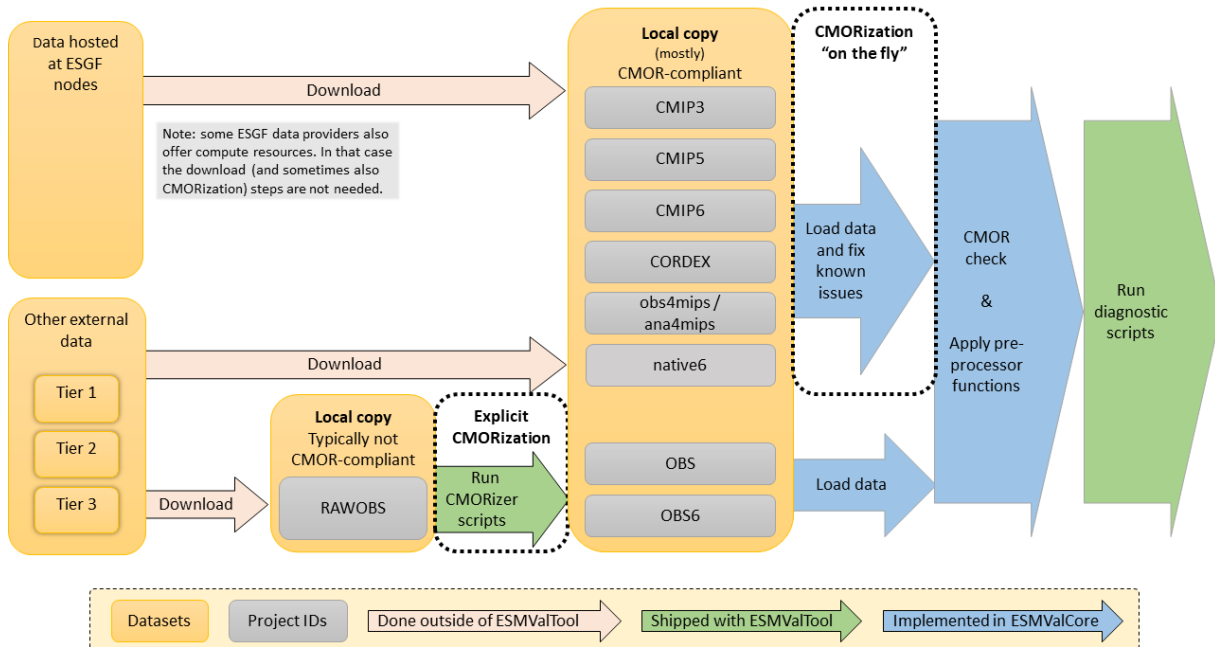 Data hosted
at ESGF
nodes
Download
Note: some ESGF data providers also
offer compute resources. In that case
the download (and sometimes also
CMORization) steps are not needed.
Other external
data
Tier 1
Tier 2
Tier 3
Download
Download
Local copy
Typically not
CMOR-compliant
RAWOBS
Explicit
CMORization
Run
CMORizer
scripts
Local copy
(mostly)
CMOR-compliant
CMIP3
CMIP5
CMIP6
CORDEX
obs4mips /
ana4mips
native6
OBS
OBS6
CMORization
“on the fly”
Load data
and fix
known
issues
Load data
CMOR
check
&
Apply pre-
processor
functions
Run
diagnostic
scripts
Datasets
Project IDs
Done outside of ESMValTool
Shipped with ESMValTool
Implemented in ESMValCore